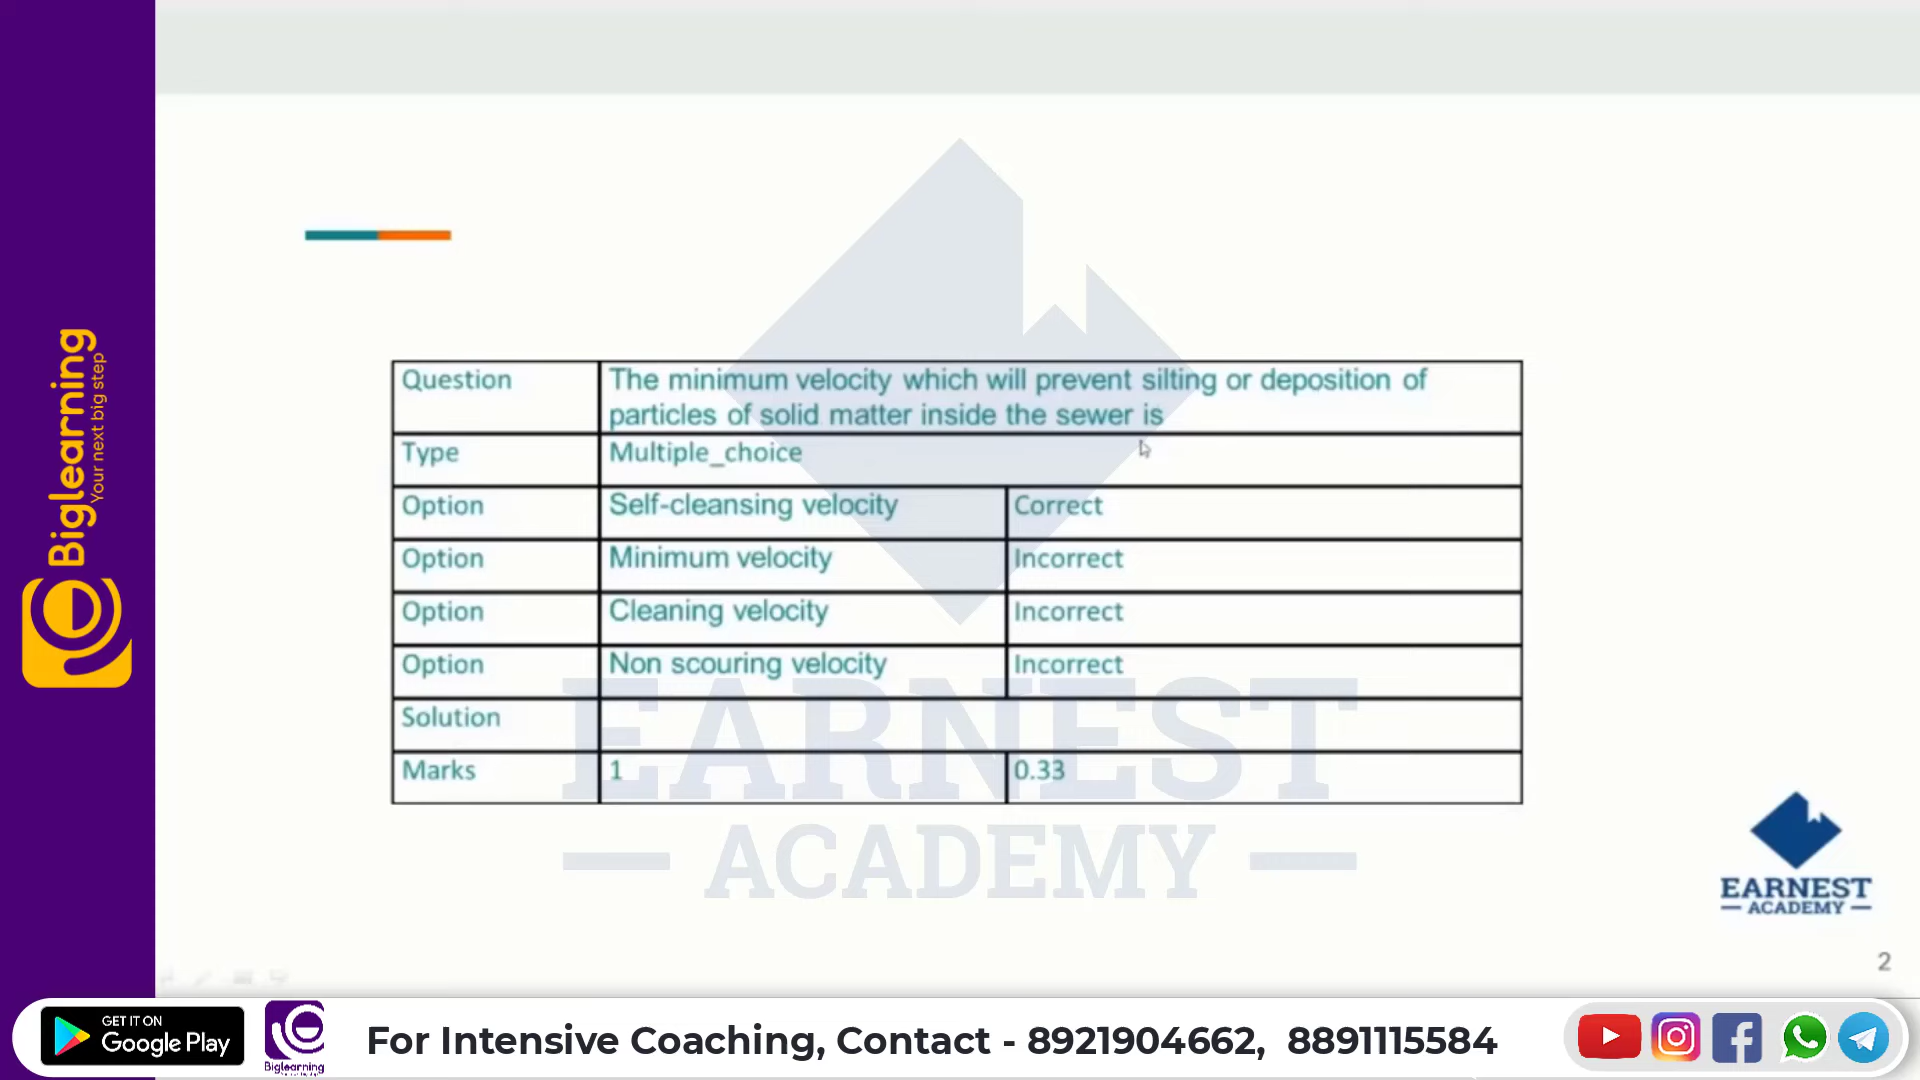 Biglearning
Your next big step
Question
The minimum velocity which will prevent silting or deposition of
particles of solid matter inside the sewer is
Type
Multiple_choice
Option
Self-cleansing velocity
Correct
Option
Minimum velocity
Incorrect
Option
Cleaning velocity
Incorrect
Option
Non scouring velocity
Incorrect
Solution
Marks
1
0.33
EARNEST
ACADEMY
EARNEST
ACADEMY
2
GET IT ON
Google Play
Biglearning
For Intensive Coaching, Contact - 8921904662, 8891115584